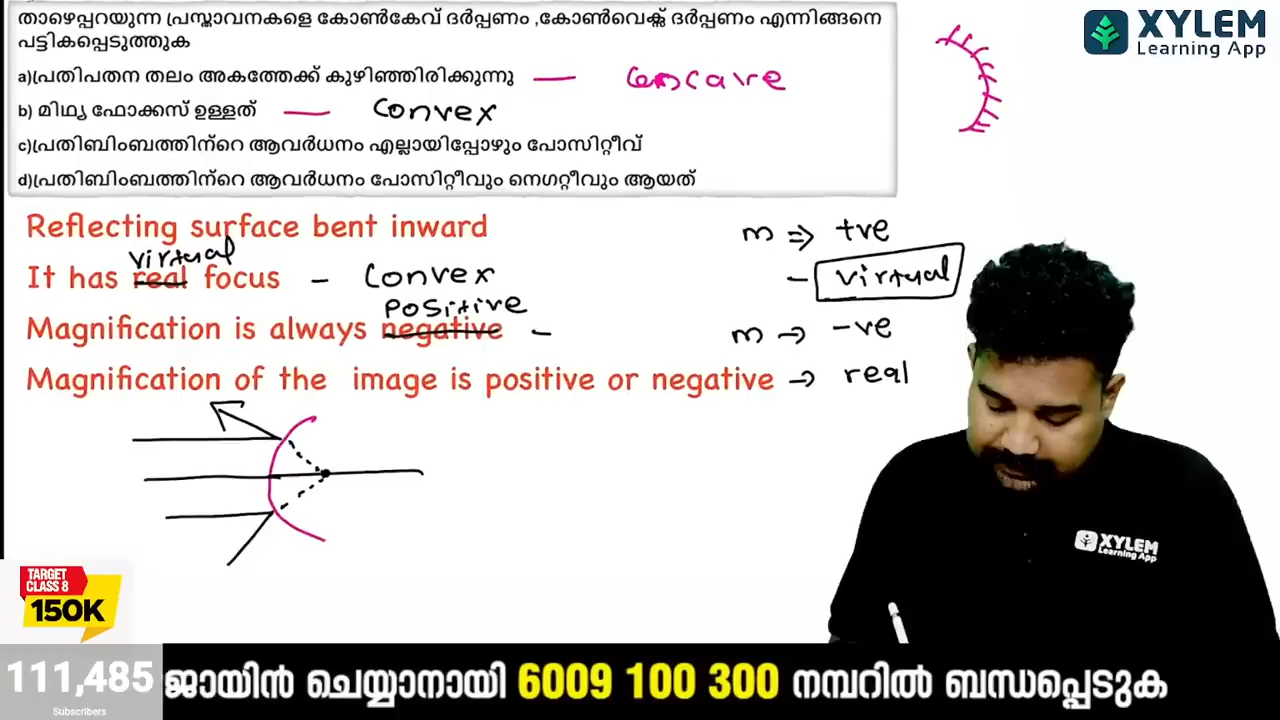 താഴെപ്പറയുന്ന പ്രസ്താവനകളെ കോൺകേവ് ദർപ്പണം ,കോൺവെക്സ് ദർപ്പണം എന്നിങ്ങനെ
പട്ടികപ്പെടുത്തുക
a)പ്രതിപതന തലം അകത്തേക്ക് കുഴിഞ്ഞിരിക്കുന്നു — concave
b) മിഥ്യ ഫോക്കസ് ഉള്ളത് — convex
c)പ്രതിബിംബത്തിന്റെ ആവർധനം എല്ലായിപ്പോഴും പോസിറ്റീവ്
d)പ്രതിബിംബത്തിന്റെ ആവർധനം പോസിറ്റീവും നെഗറ്റീവും ആയത്
XYLEM
Learning App
Reflecting surface bent inward
virtual
It has real focus - Convex
positive
Magnification is always negative -
Magnification of the image is positive or negative → real
m ⇒ +ve
- virtual
m → -ve
XYLEM
Learning App
TARGET
CLASS 8
150K
111,485
Subscribers
ജോയിൻ ചെയ്യാനായി 6009 100 300 നമ്പറിൽ ബന്ധപ്പെടുക